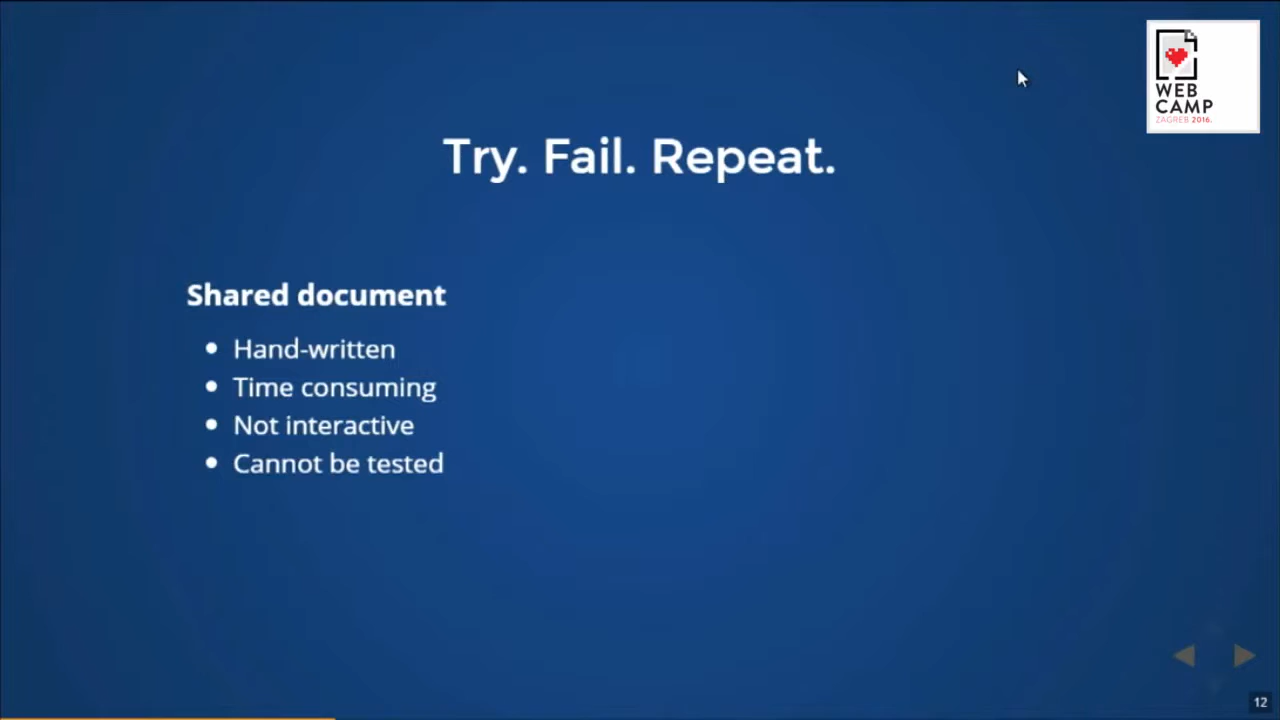 WEB
CAMP
ZAGREB 2016.
Try. Fail. Repeat.
Shared document
Hand-written
Time consuming
Not interactive
Cannot be tested
12